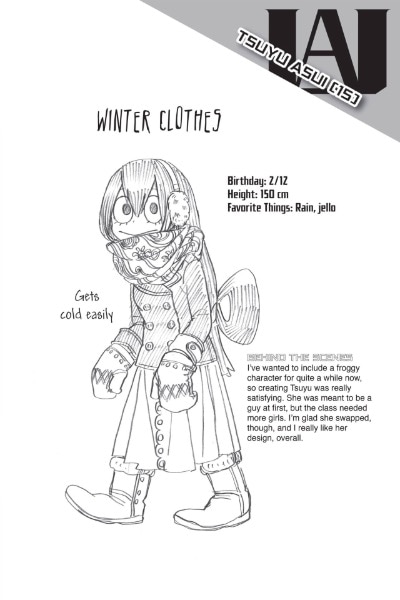 UA
TSUYU ASUI (15)
WINTER CLOTHES
Birthday: 2/12
Height: 150 cm
Favorite Things: Rain, jello
Gets
cold easily
BEHIND THE SCENES
I've wanted to include a froggy
character for quite a while now,
so creating Tsuyu was really
satisfying. She was meant to be a
guy at first, but the class needed
more girls. I'm glad she swapped,
though, and I really like her
design, overall.